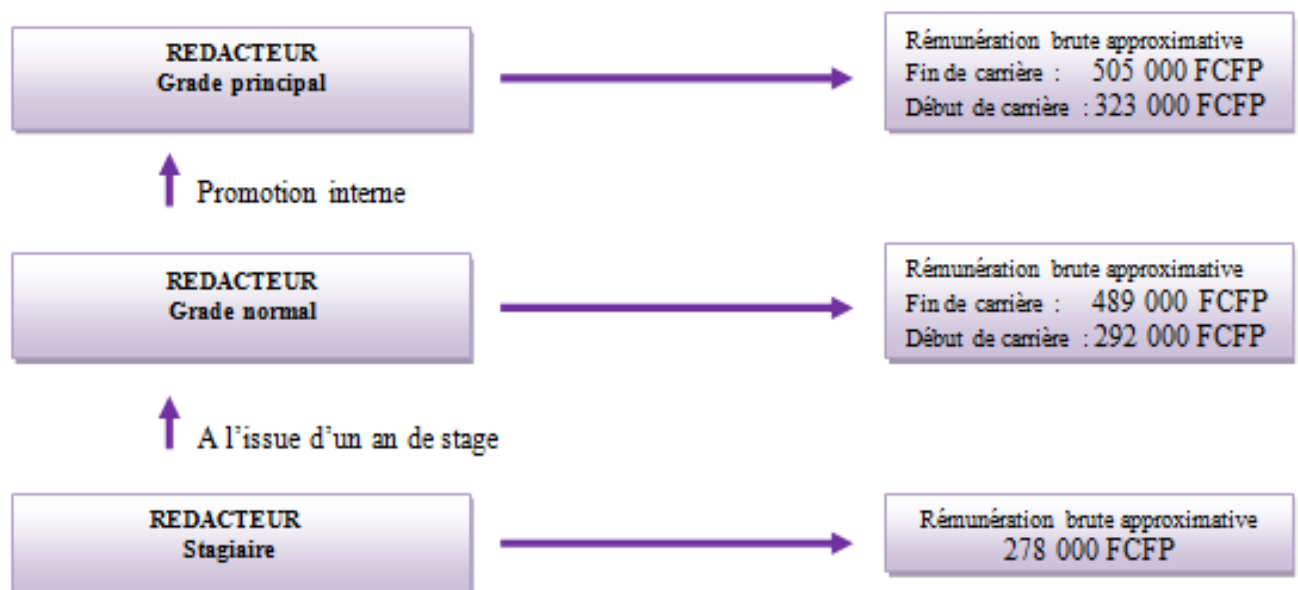 REDACTEUR
Grade principal
Rémunération brute approximative
Fin de carrière : 505 000 FCFP
Début de carrière : 323 000 FCFP
Promotion interne
REDACTEUR
Grade normal
Rémunération brute approximative
Fin de carrière : 489 000 FCFP
Début de carrière : 292 000 FCFP
A l'issue d'un an de stage
REDACTEUR
Stagiaire
Rémunération brute approximative
278 000 FCFP